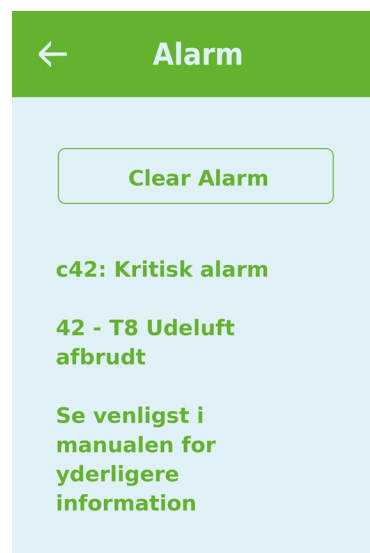 Alarm
Clear Alarm
c42: Kritisk alarm
42 - T8 Udeluft
afbrudt
Se venligst i
manualen for
yderligere
information